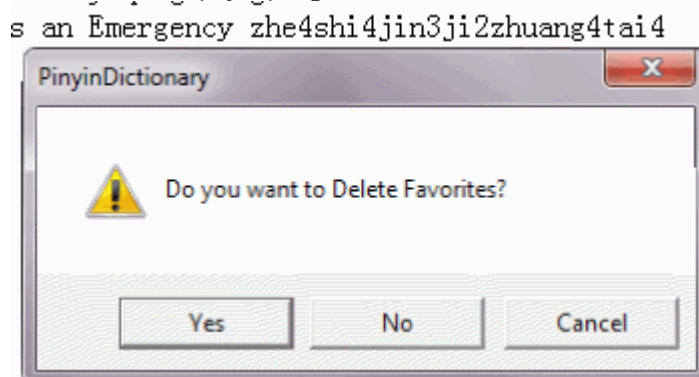 s an Emergency zhe4shi4jin3ji2zhuang4tai4
PinyinDictionary
Do you want to Delete Favorites?
Yes No Cancel